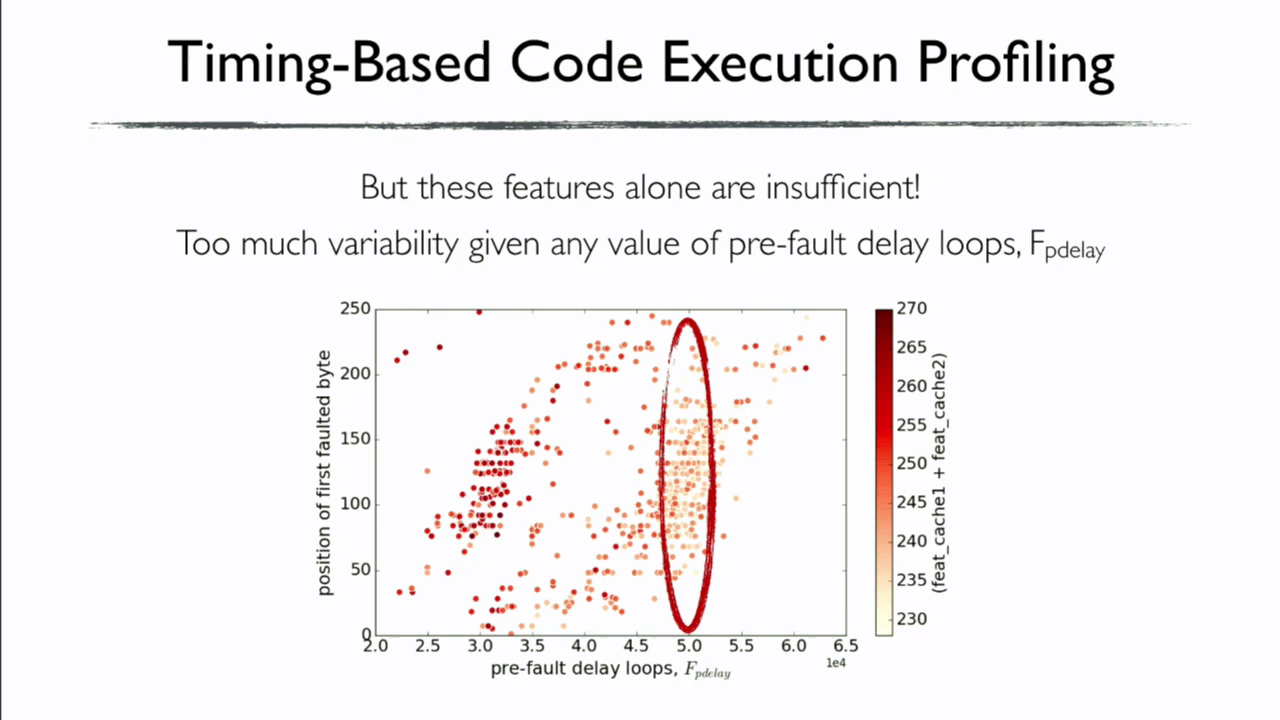 Timing-Based Code Execution Profiling
But these features alone are insufficient!
Too much variability given any value of pre-fault delay loops, Fpdelay
250
200
150
100
50
0
position of first faulted byte
2.0 2.5 3.0 3.5 4.0 4.5 5.0 5.5 6.0 6.5
1e4
pre-fault delay loops, Fpdelay
270
265
260
255
250
245
240
235
230
(feat_cache1 + feat_cache2)